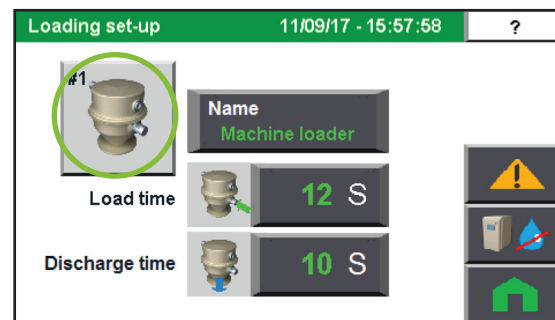 Loading set-up 11/09/17 - 15:57:58 ?
#1
Name
Machine loader
Load time 12 S
Discharge time 10 S